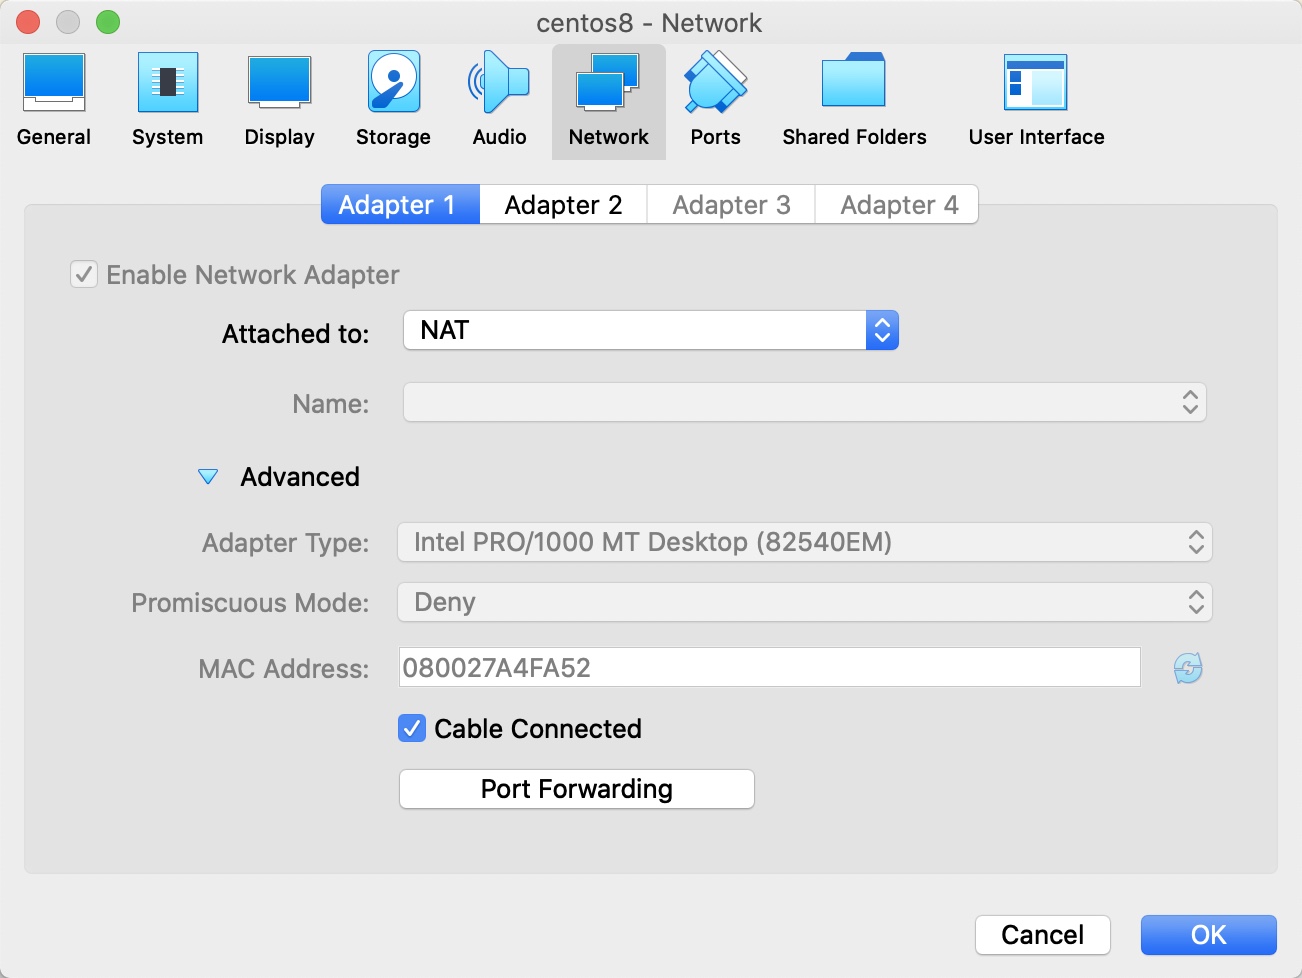 centos8 - Network
General System Display Storage Audio Network Ports Shared Folders User Interface
Adapter 1 Adapter 2 Adapter 3 Adapter 4
Enable Network Adapter
Attached to: NAT
Name:
Advanced
Adapter Type: Intel PRO/1000 MT Desktop (82540EM)
Promiscuous Mode: Deny
MAC Address: 080027A4FA52
Cable Connected
Port Forwarding
Cancel OK